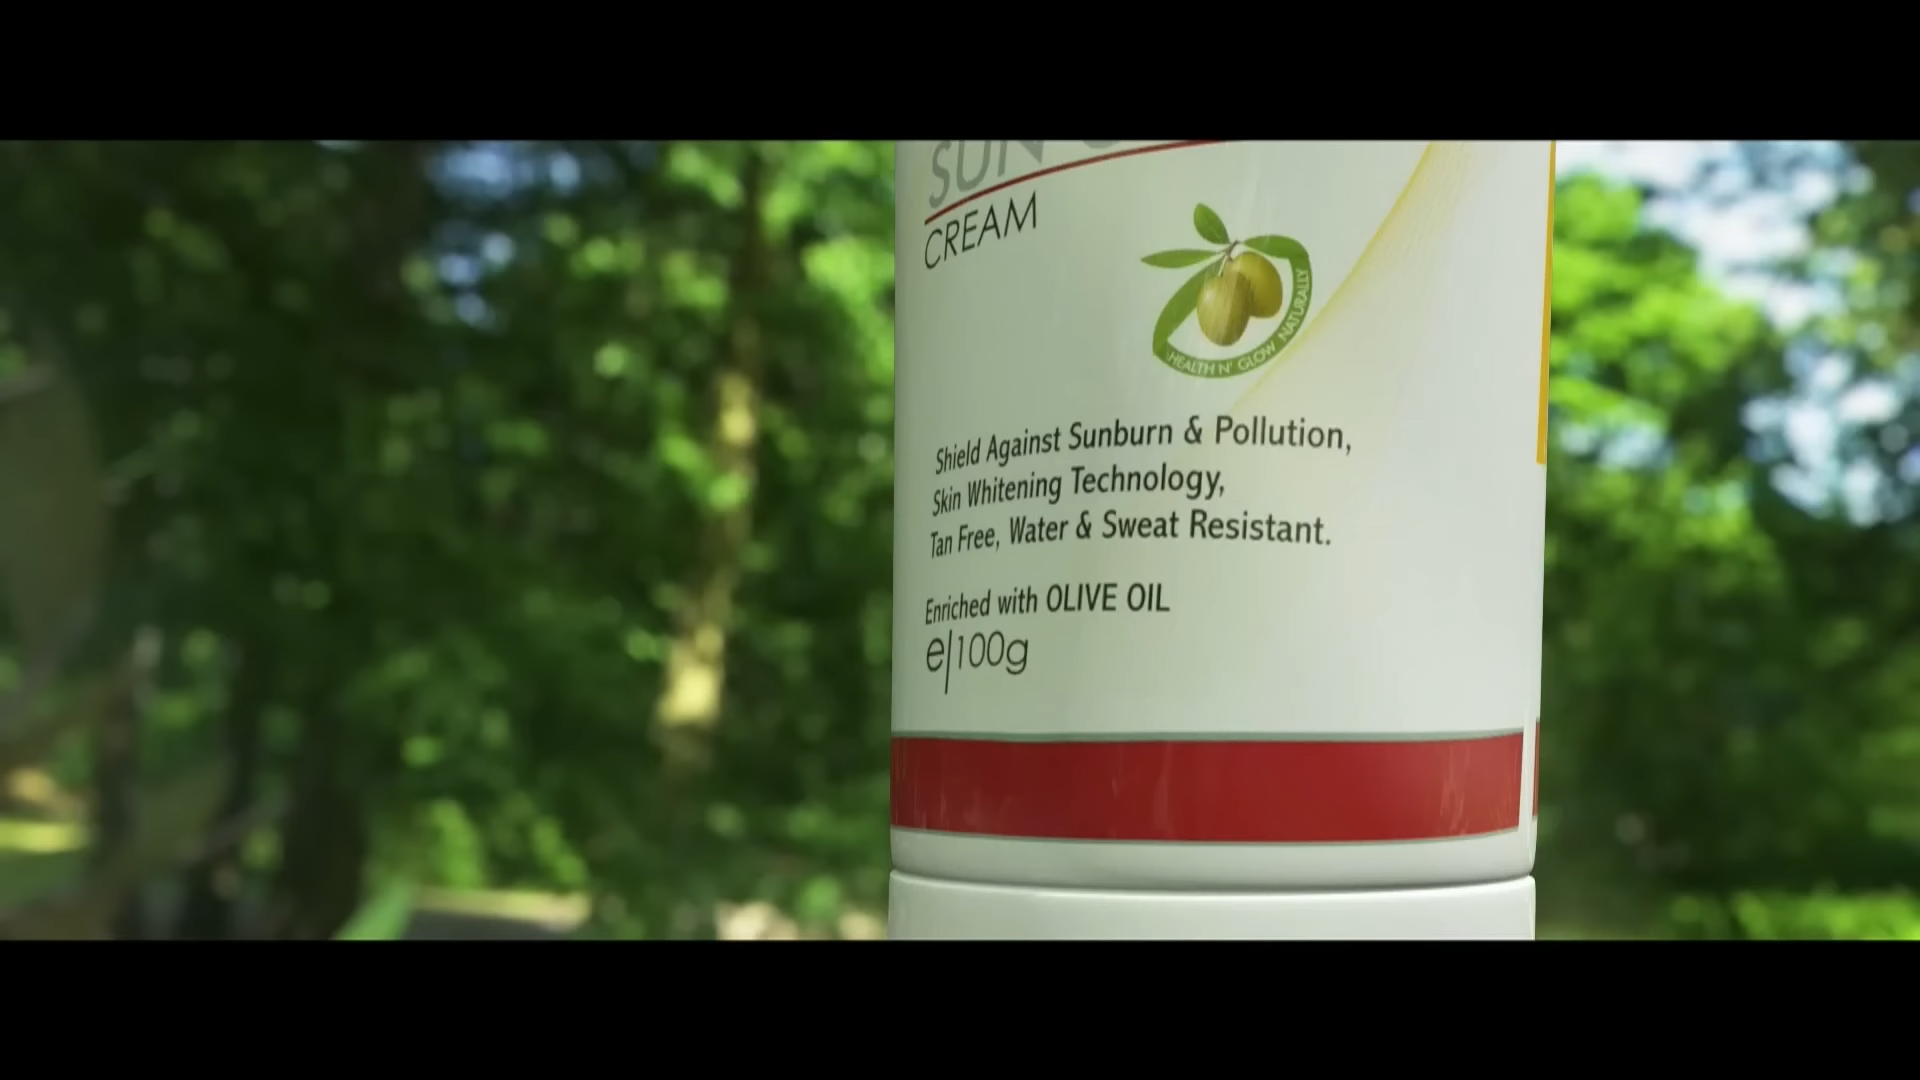 SUN
CREAM
HEALTH N' GLOW NATURALLY
Shield Against Sunburn & Pollution,
Skin Whitening Technology,
Tan Free, Water & Sweat Resistant.
Enriched with OLIVE OIL
e|100g